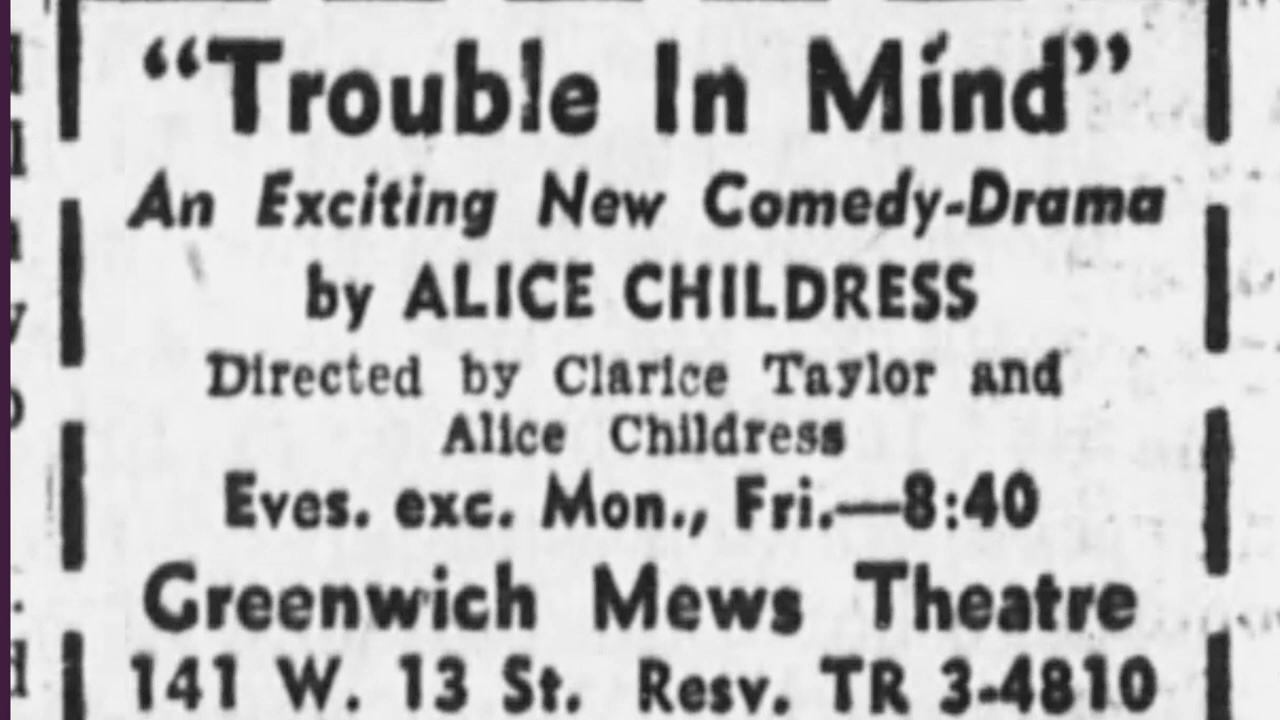 “Trouble In Mind”
An Exciting New Comedy-Drama
by ALICE CHILDRESS
Directed by Clarice Taylor and
Alice Childress
Eves. exc. Mon., Fri.—8:40
Greenwich Mews Theatre
141 W. 13 St. Resv. TR 3-4810